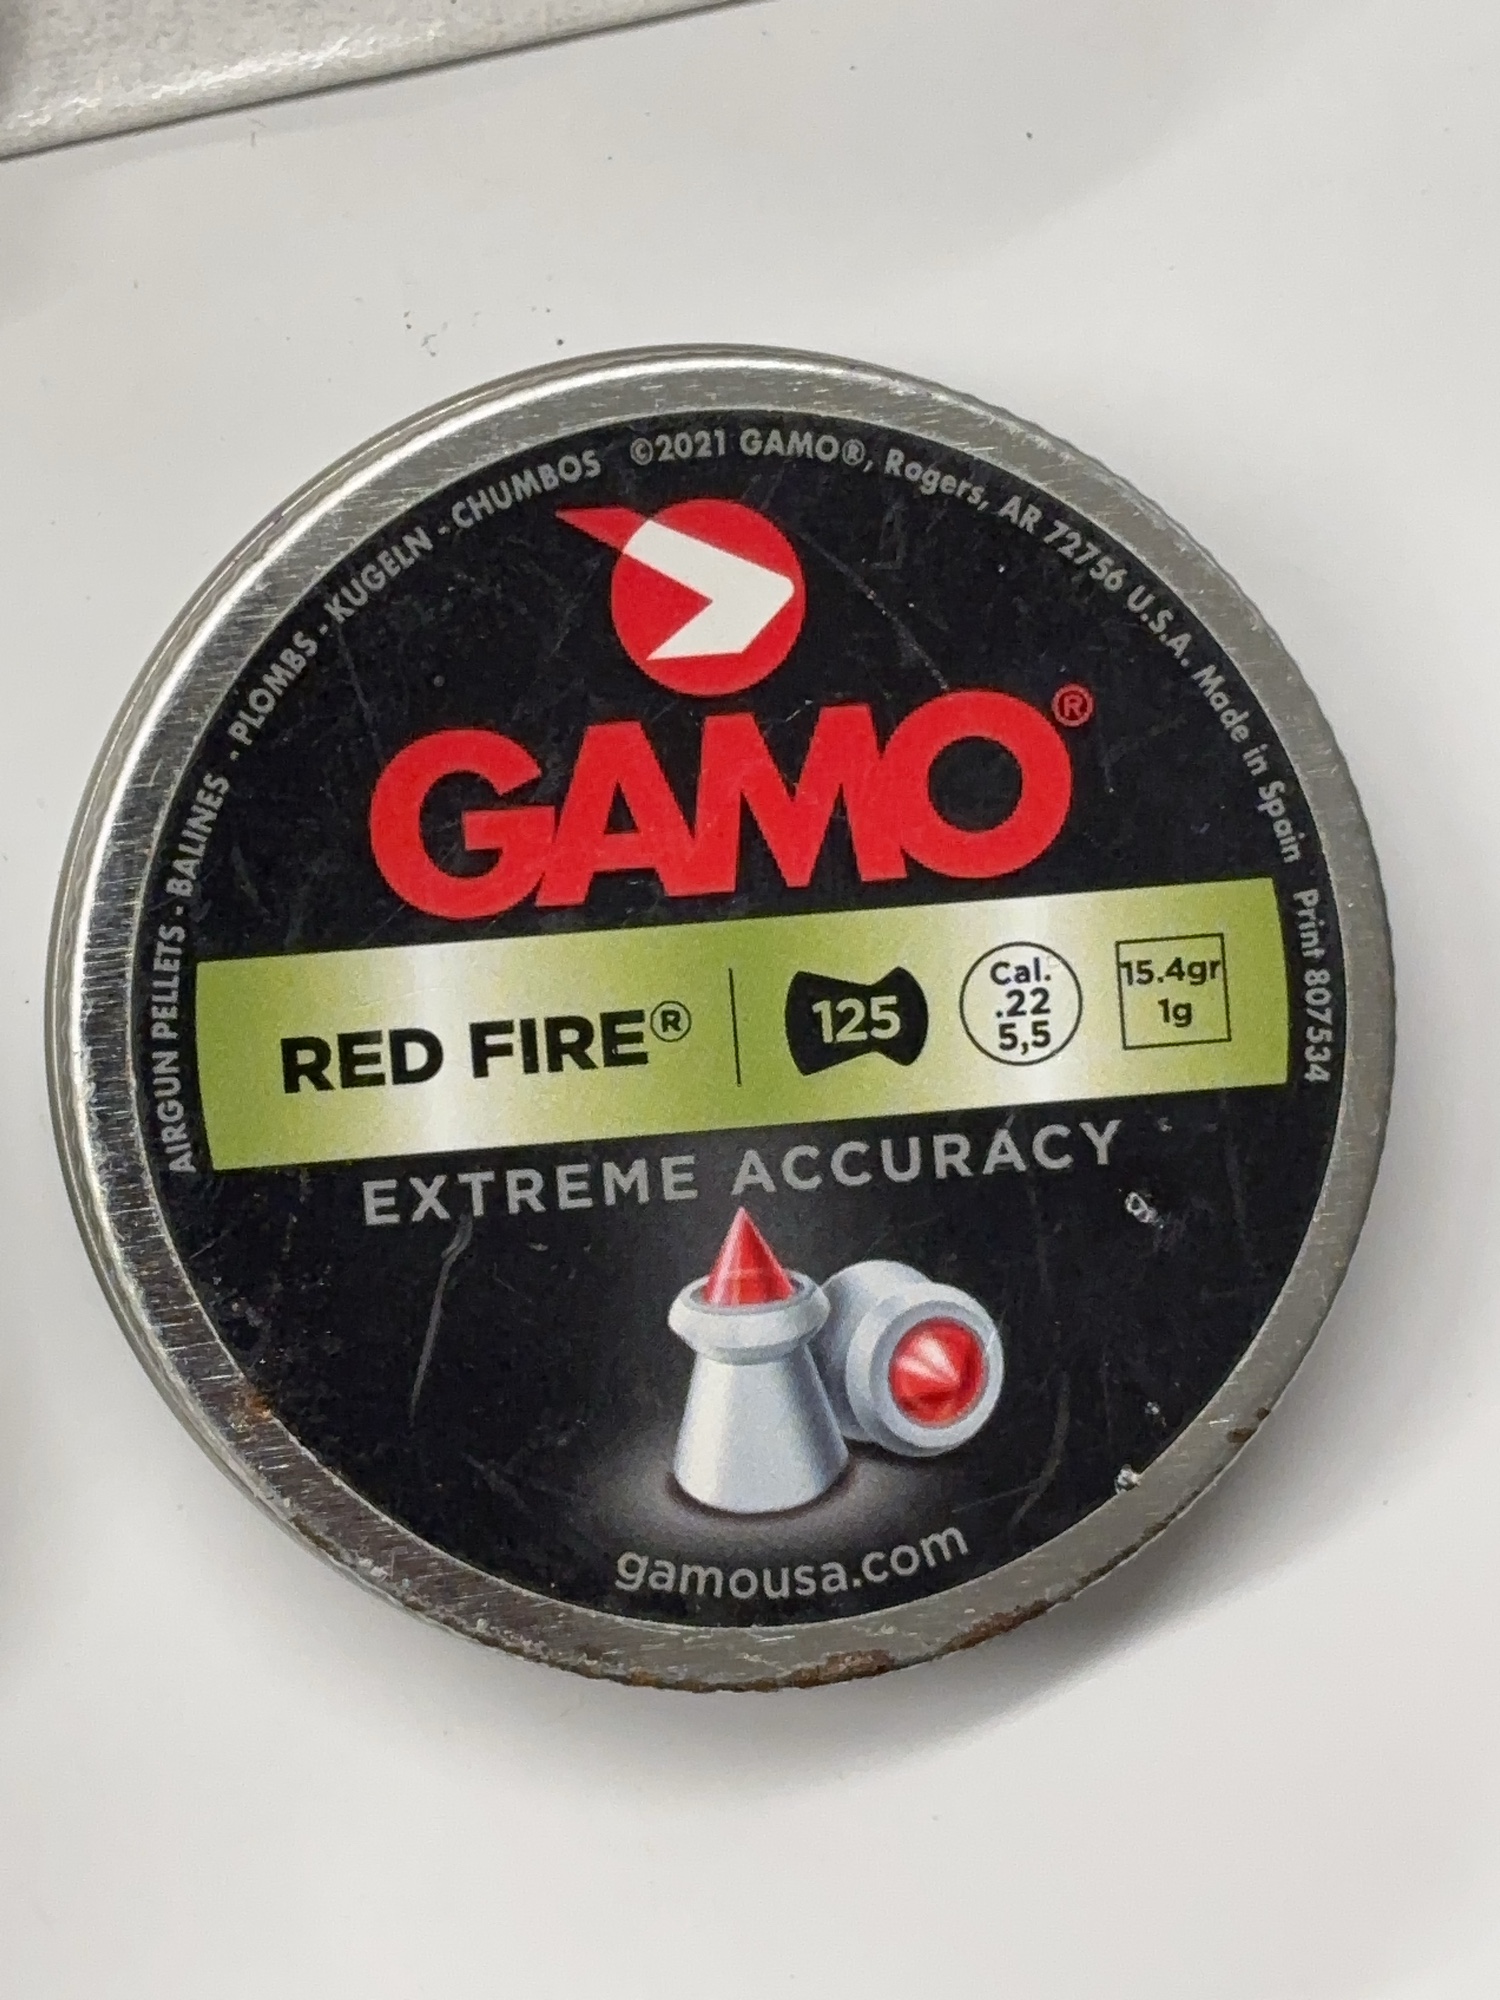 AIRGUN PELLETS - BALINES - PLOMBS - KUGELN - CHUMBOS ©2021 GAMO®, Rogers, AR 72756 U.S.A. Made in Spain Print 807534
GAMO®
RED FIRE® 125 Cal. .22 5,5 15.4gr 1g
EXTREME ACCURACY
gamousa.com